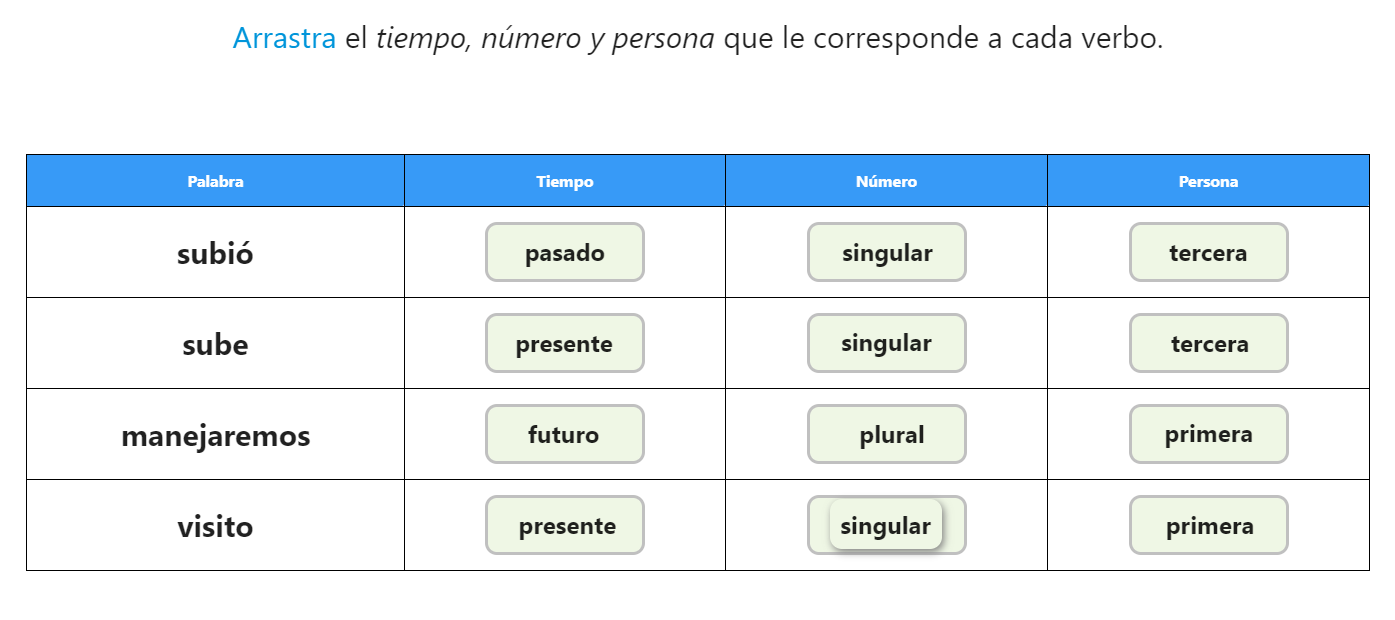 Arrastra el tiempo, número y persona que le corresponde a cada verbo.
Palabra Tiempo Número Persona
subió pasado singular tercera
sube presente singular tercera
manejaremos futuro plural primera
visito presente singular primera